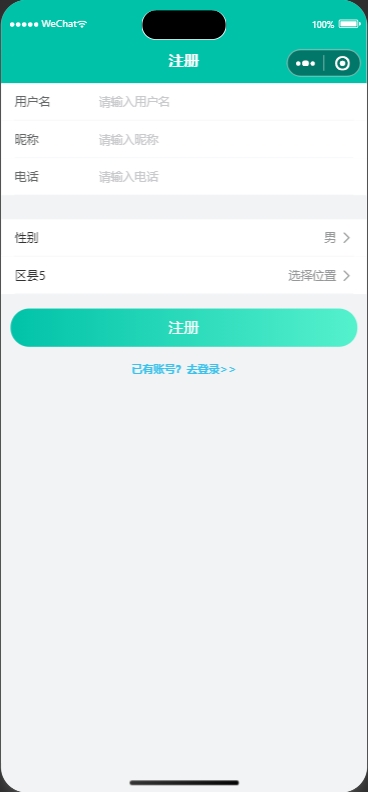 WeChat 100%
注册
用户名 请输入用户名
昵称 请输入昵称
电话 请输入电话
性别 男
区县5 选择位置
注册
已有账号？去登录>>